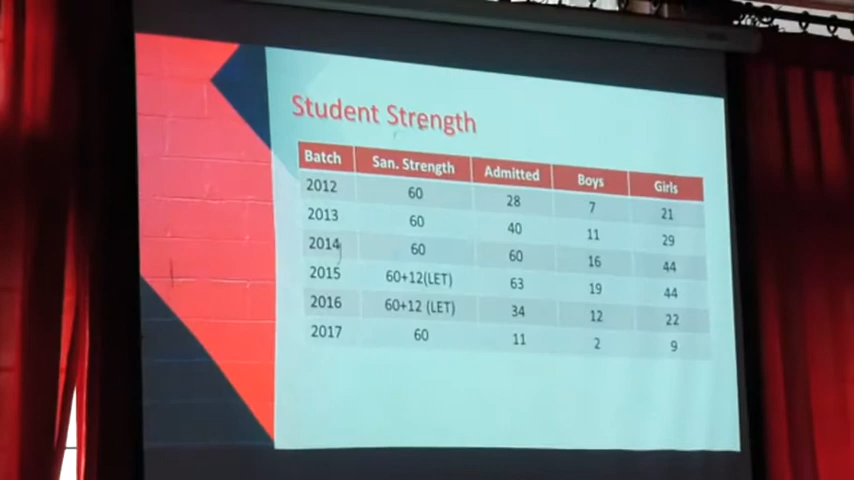 Student Strength
Batch San. Strength Admitted Boys Girls
2012 60 28 7 21
2013 60 40 11 29
2014 60 60 16 44
2015 60+12(LET) 63 19 44
2016 60+12 (LET) 34 12 22
2017 60 11 2 9